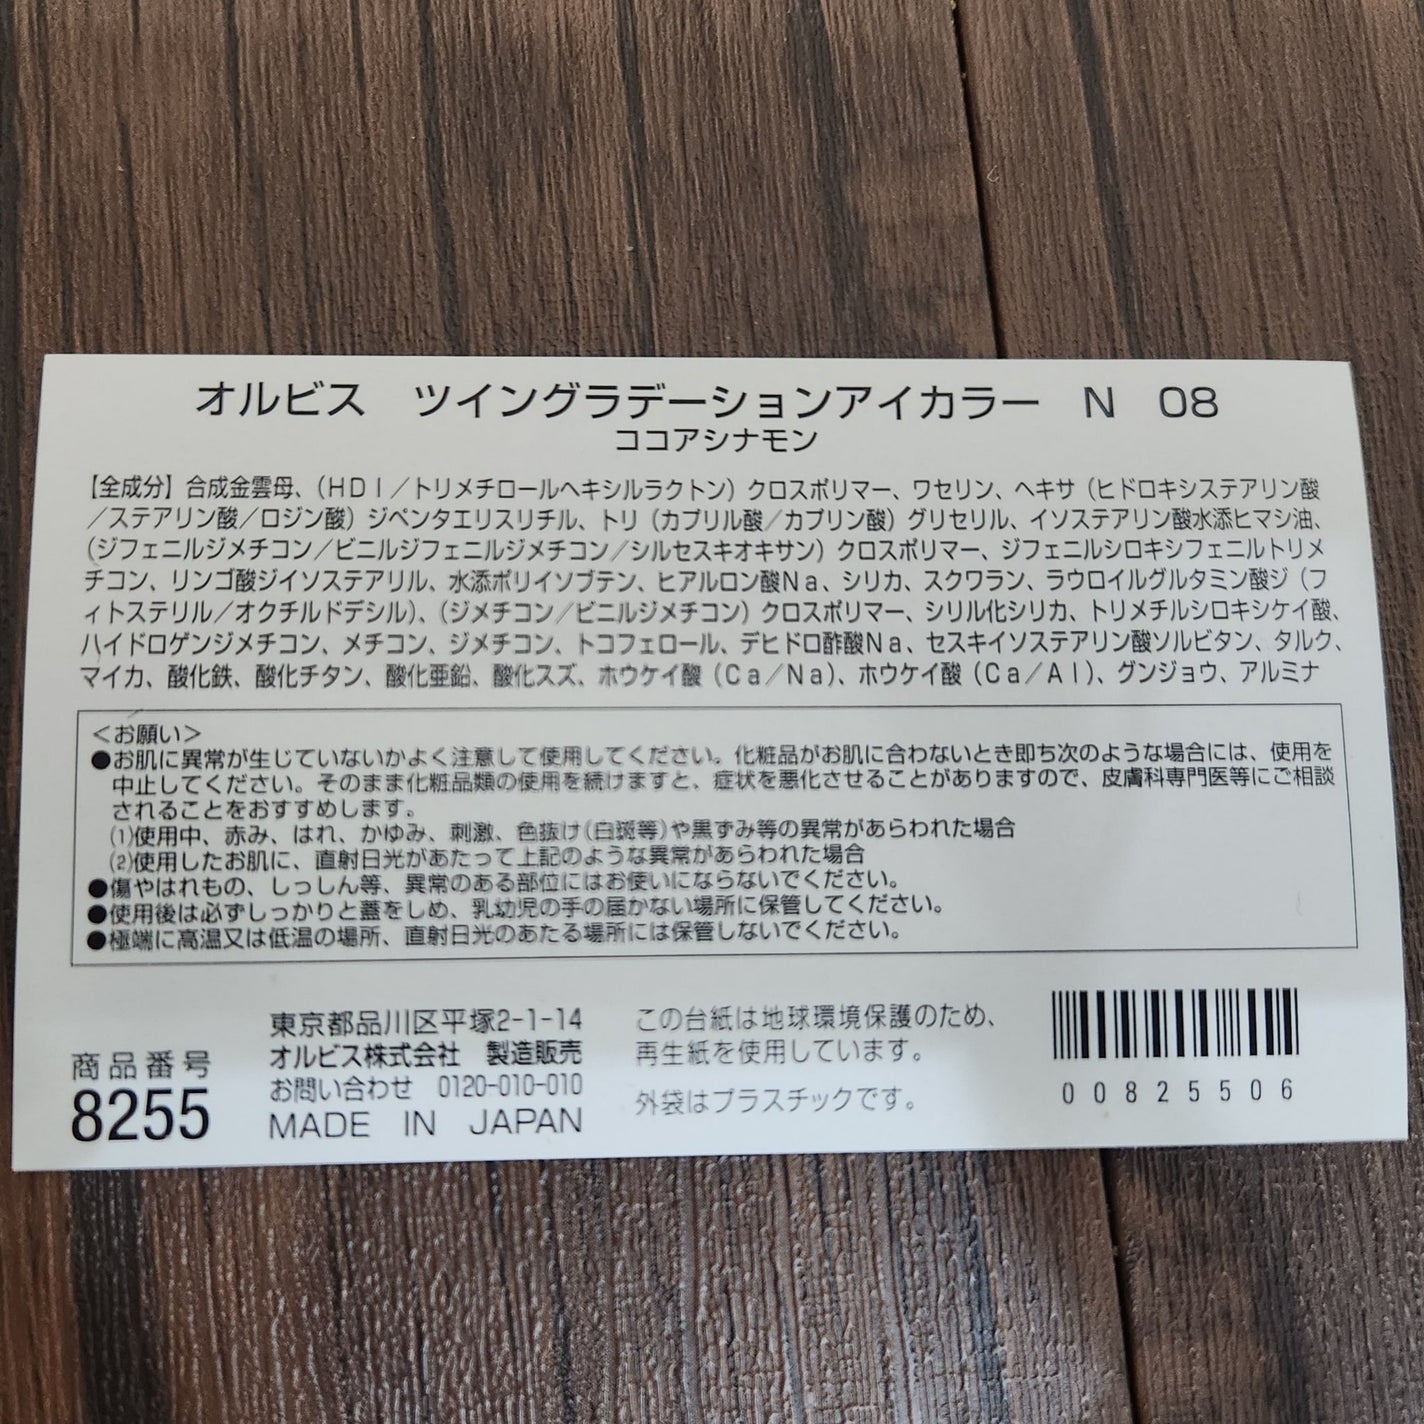 オルビス　ツイングラデーションアイカラー　N　08
ココアシナモン
【全成分】合成金雲母、（ＨＤＩ／トリメチロールヘキシルラクトン）クロスポリマー、ワセリン、ヘキサ（ヒドロキシステアリン酸
／ステアリン酸／ロジン酸）ジペンタエリスリチル、トリ（カプリル酸／カプリン酸）グリセリル、イソステアリン酸水添ヒマシ油、
（ジフェニルジメチコン／ビニルジフェニルジメチコン／シルセスキオキサン）クロスポリマー、ジフェニルシロキシフェニルトリメ
チコン、リンゴ酸ジイソステアリル、水添ポリイソブテン、ヒアルロン酸Ｎａ、シリカ、スクワラン、ラウロイルグルタミン酸ジ（フ
ィトステリル／オクチルドデシル）、（ジメチコン／ビニルジメチコン）クロスポリマー、シリル化シリカ、トリメチルシロキシケイ酸、
ハイドロゲンジメチコン、メチコン、ジメチコン、トコフェロール、デヒドロ酢酸Ｎａ、セスキイソステアリン酸ソルビタン、タルク、
マイカ、酸化鉄、酸化チタン、酸化亜鉛、酸化スズ、ホウケイ酸（Ｃａ／Ｎａ）、ホウケイ酸（Ｃａ／Ａｌ）、グンジョウ、アルミナ
＜お願い＞
●お肌に異常が生じていないかよく注意して使用してください。化粧品がお肌に合わないとき即ち次のような場合には、使用を
中止してください。そのまま化粧品類の使用を続けますと、症状を悪化させることがありますので、皮膚科専門医等にご相談
されることをおすすめします。
(1)使用中、赤み、はれ、かゆみ、刺激、色抜け(白斑等)や黒ずみ等の異常があらわれた場合
(2)使用したお肌に、直射日光があたって上記のような異常があらわれた場合
●傷やはれもの、しっしん等、異常のある部位にはお使いにならないでください。
●使用後は必ずしっかりと蓋をしめ、乳幼児の手の届かない場所に保管してください。
●極端に高温又は低温の場所、直射日光のあたる場所には保管しないでください。
商品番号
8255
東京都品川区平塚2-1-14
オルビス株式会社　製造販売
お問い合わせ　0120-010-010
MADE　IN　JAPAN
この台紙は地球環境保護のため、
再生紙を使用しています。
外袋はプラスチックです。
00825506